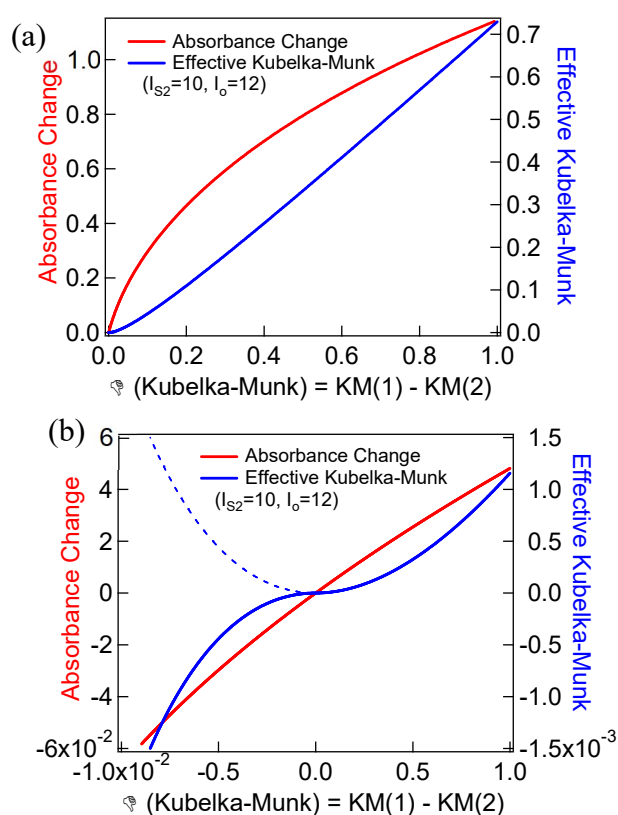 (a)
Absorbance Change
Effective Kubelka-Munk
(I_S2=10, I_o=12)
1.0
0.8
0.6
0.4
0.2
0.0
Absorbance Change
0.7
0.6
0.5
0.4
0.3
0.2
0.1
0.0
Effective Kubelka-Munk
0.0 0.2 0.4 0.6 0.8 1.0
👎 (Kubelka-Munk) = KM(1) - KM(2)
(b)
Absorbance Change
Effective Kubelka-Munk
(I_S2=10, I_o=12)
6
4
2
0
-2
-4
-6x10^-2
Absorbance Change
1.5
1.0
0.5
0.0
-0.5
-1.0
-1.5x10^-3
Effective Kubelka-Munk
-1.0x10^-2 -0.5 0.0 0.5 1.0
👎 (Kubelka-Munk) = KM(1) - KM(2)